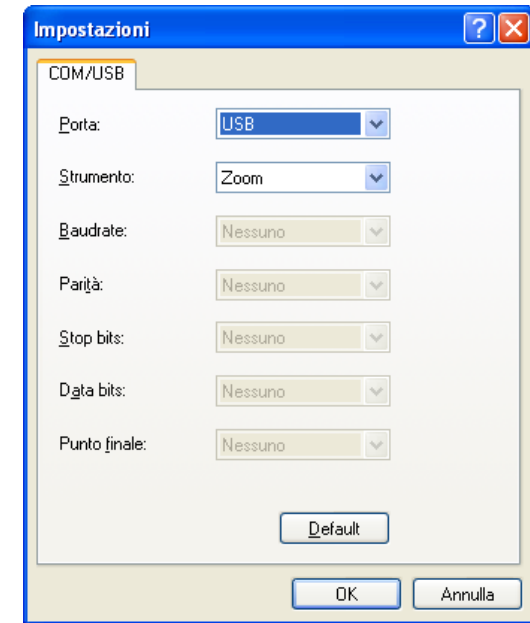 Impostazioni
COM/USB
Porta: USB
Strumento: Zoom
Baudrate: Nessuno
Parità: Nessuno
Stop bits: Nessuno
Data bits: Nessuno
Punto finale: Nessuno
Default
OK Annulla